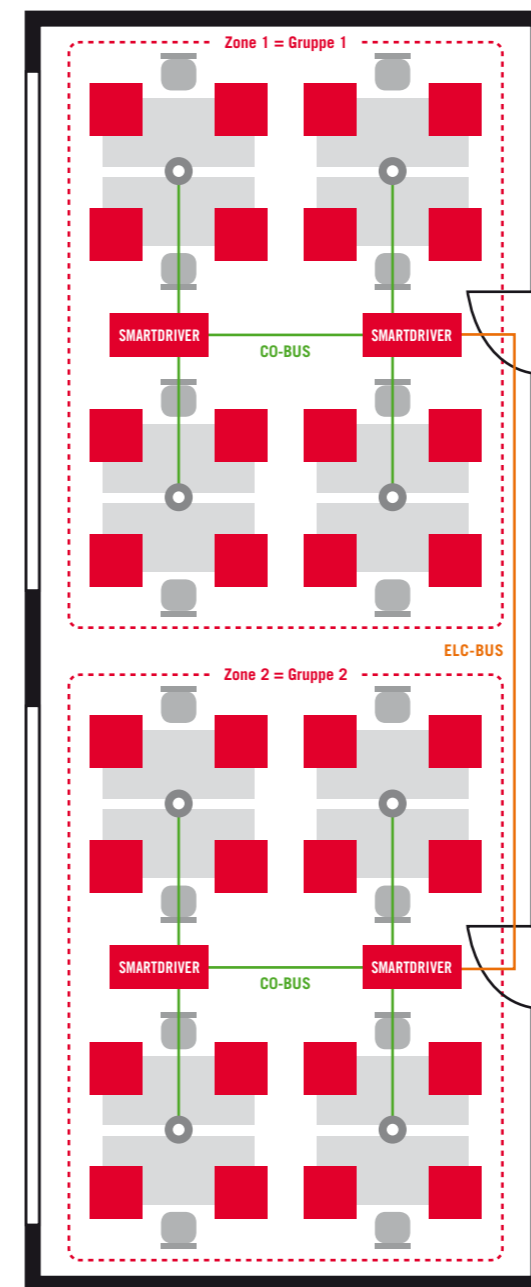 Zone 1 = Gruppe 1
SMARTDRIVER
SMARTDRIVER
CO-BUS
ELC-BUS
Zone 2 = Gruppe 2
SMARTDRIVER
SMARTDRIVER
CO-BUS